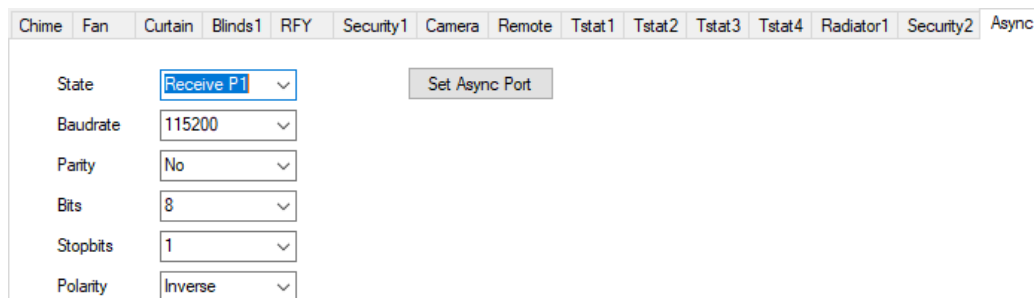 Chime Fan Curtain Blinds1 RFY Security1 Camera Remote Tstat1 Tstat2 Tstat3 Tstat4 Radiator1 Security2 Async
State Receive P1 Set Async Port
Baudrate 115200
Parity No
Bits 8
Stopbits 1
Polarity Inverse